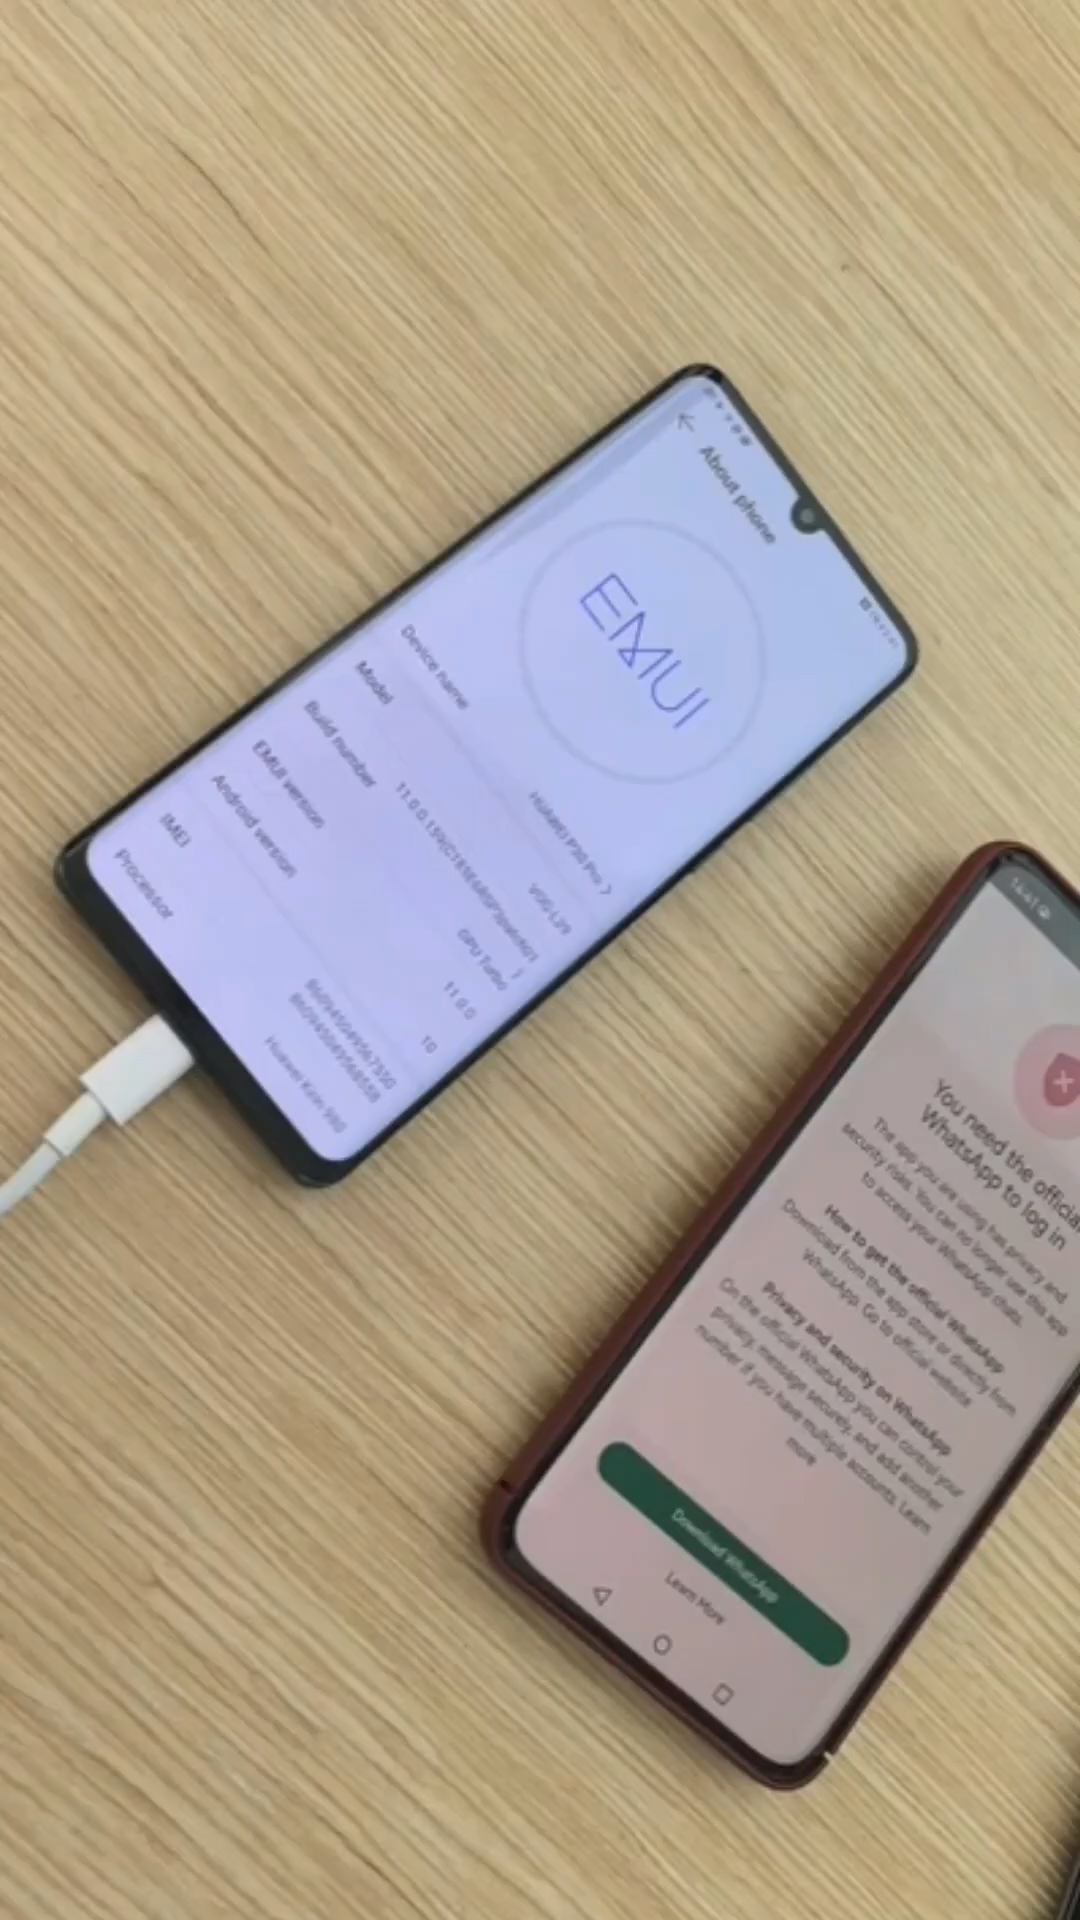 About phone
EMUI
Device name
HUAWEI P30 Pro
Model
VOG-L29
Build number
EMUI version
GPU Turbo
11.0.0
Android version
10
IMEI
Processor
You need the official
WhatsApp to log in
The app you are using has privacy and
security risks. You can no longer use this app
to access your WhatsApp chats.
How to get the official WhatsApp
Download from the app store or directly from
WhatsApp. Go to official website
Privacy and security on WhatsApp
On the official WhatsApp you can control your
privacy, message securely, and add another
number if you have multiple accounts. Learn
more
Download WhatsApp
Learn More